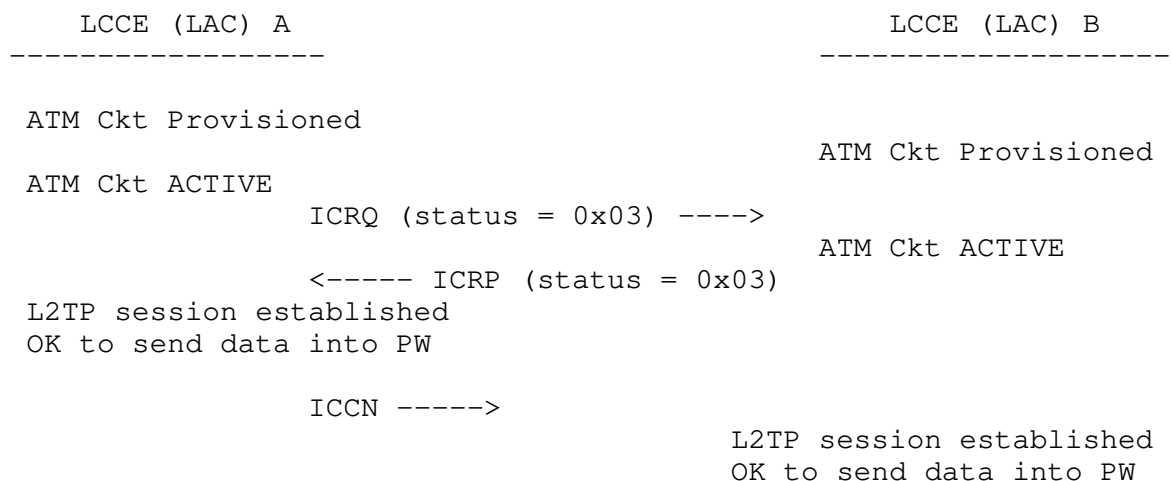 LCCE (LAC) A                                LCCE (LAC) B
------------------                          --------------------
ATM Ckt Provisioned
ATM Ckt Provisioned
ATM Ckt ACTIVE
ICRQ (status = 0x03) ---->
ATM Ckt ACTIVE
<----- ICRP (status = 0x03)
L2TP session established
OK to send data into PW
ICCN ----->
L2TP session established
OK to send data into PW